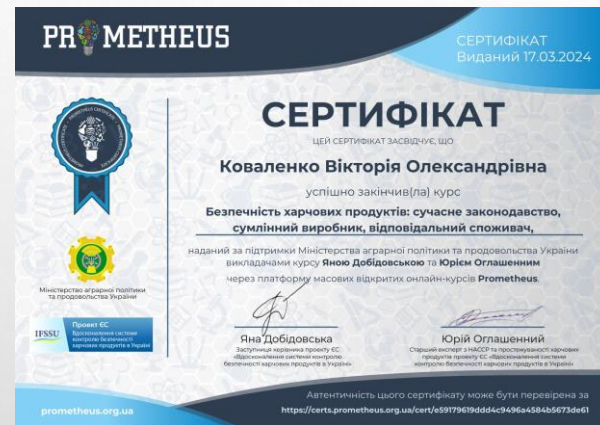 PROMETHEUS
СЕРТИФІКАТ
Виданий 17.03.2024
СЕРТИФІКАТ
ЦЕЙ СЕРТИФІКАТ ЗАСВІДЧУЄ, ЩО
Коваленко Вікторія Олександрівна
успішно закінчив(ла) курс
Безпечність харчових продуктів: сучасне законодавство,
сумлінний виробник, відповідальний споживач,
наданий за підтримки Міністерства аграрної політики та продовольства України
викладачами курсу Яною Добідовською та Юрієм Оглашенним
через платформу масових відкритих онлайн-курсів Prometheus
Міністерство аграрної політики
та продовольства України
IFSSU
Проект ЄС
Вдосконалення системи
контролю безпечності
харчових продуктів в Україні
Яна Добідовська
Заступниця керівника проекту ЄС
«Вдосконалення системи контролю
безпечності харчових продуктів в Україні»
Юрій Оглашенний
Старший експерт з НАССР та простежуваності харчових
продуктів проекту ЄС «Вдосконалення системи
контролю безпечності харчових продуктів в Україні»
prometheus.org.ua
Автентичність цього сертифікату може бути перевірена за
https://certs.prometheus.org.ua/cert/e59179619ddd4c9496a4584b5673de61